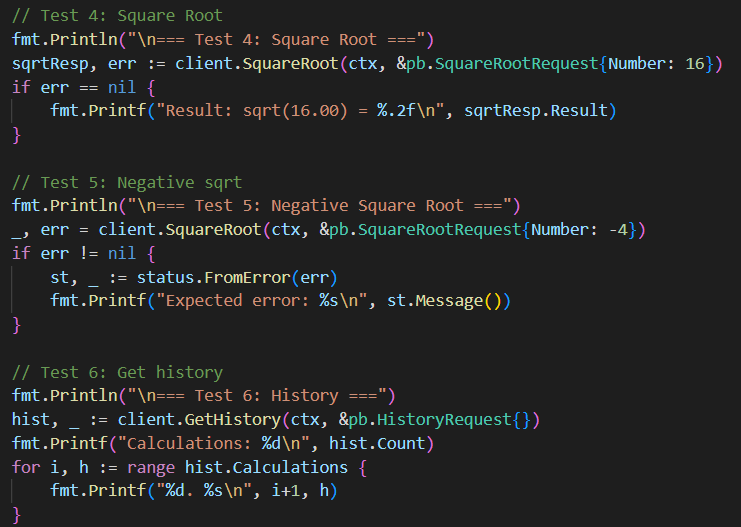 // Test 4: Square Root
fmt.Println("\n=== Test 4: Square Root ===")
sqrtResp, err := client.SquareRoot(ctx, &pb.SquareRootRequest{Number: 16})
if err == nil {
    fmt.Printf("Result: sqrt(16.00) = %.2f\n", sqrtResp.Result)
}

// Test 5: Negative sqrt
fmt.Println("\n=== Test 5: Negative Square Root ===")
_, err = client.SquareRoot(ctx, &pb.SquareRootRequest{Number: -4})
if err != nil {
    st, _ := status.FromError(err)
    fmt.Printf("Expected error: %s\n", st.Message())
}

// Test 6: Get history
fmt.Println("\n=== Test 6: History ===")
hist, _ := client.GetHistory(ctx, &pb.HistoryRequest{})
fmt.Printf("Calculations: %d\n", hist.Count)
for i, h := range hist.Calculations {
    fmt.Printf("%d. %s\n", i+1, h)
}